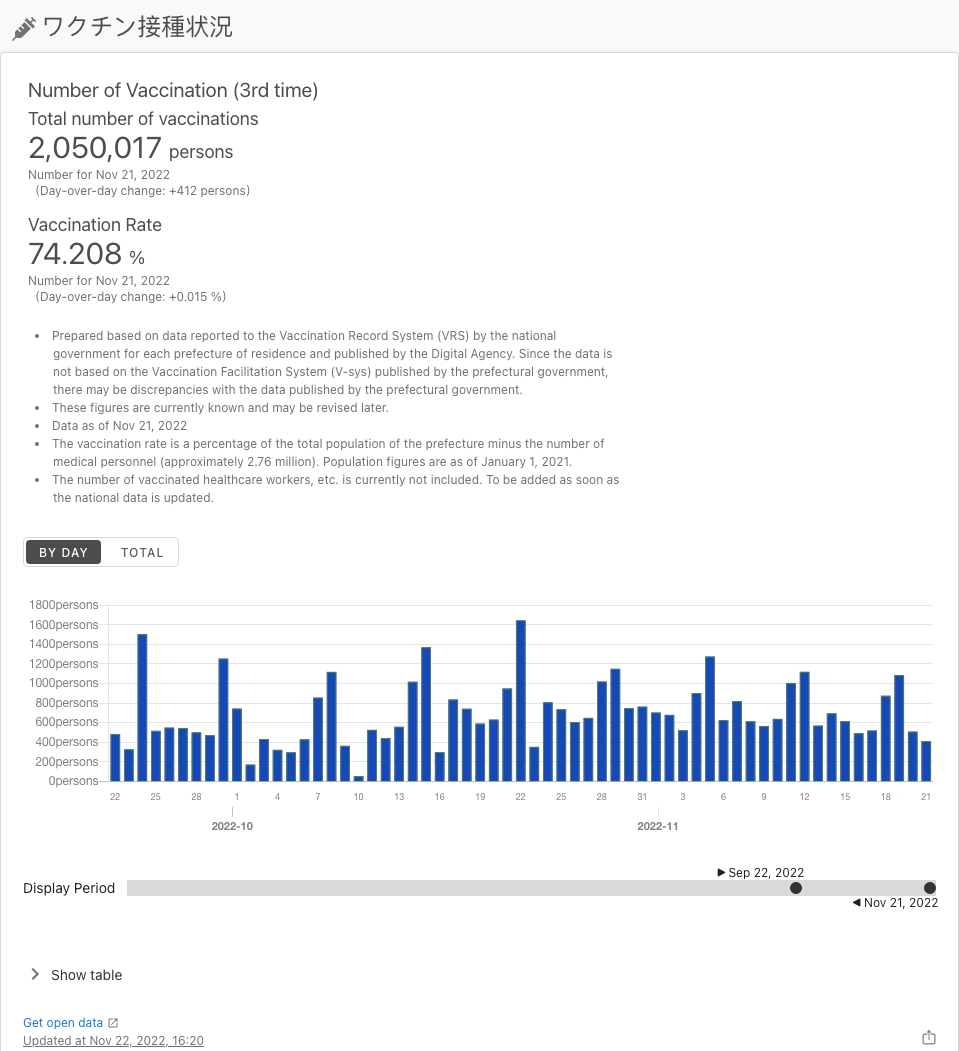 ワクチン接種状況
Number of Vaccination (3rd time)
Total number of vaccinations
2,050,017 persons
Number for Nov 21, 2022
(Day-over-day change: +412 persons)
Vaccination Rate
74.208 %
Number for Nov 21, 2022
(Day-over-day change: +0.015 %)
• Prepared based on data reported to the Vaccination Record System (VRS) by the national
government for each prefecture of residence and published by the Digital Agency. Since the data is
not based on the Vaccination Facilitation System (V-sys) published by the prefectural government,
there may be discrepancies with the data published by the prefectural government.
• These figures are currently known and may be revised later.
• Data as of Nov 21, 2022
• The vaccination rate is a percentage of the total population of the prefecture minus the number of
medical personnel (approximately 2.76 million). Population figures are as of January 1, 2021.
• The number of vaccinated healthcare workers, etc. is currently not included. To be added as soon as
the national data is updated.
BY DAY TOTAL
1800persons
1600persons
1400persons
1200persons
1000persons
800persons
600persons
400persons
200persons
0persons
22 25 28 1 4 7 10 13 16 19 22 25 28 31 3 6 9 12 15 18 21
2022-10 2022-11
▶ Sep 22, 2022
Display Period
◀ Nov 21, 2022
Show table
Get open data
Updated at Nov 22, 2022, 16:20